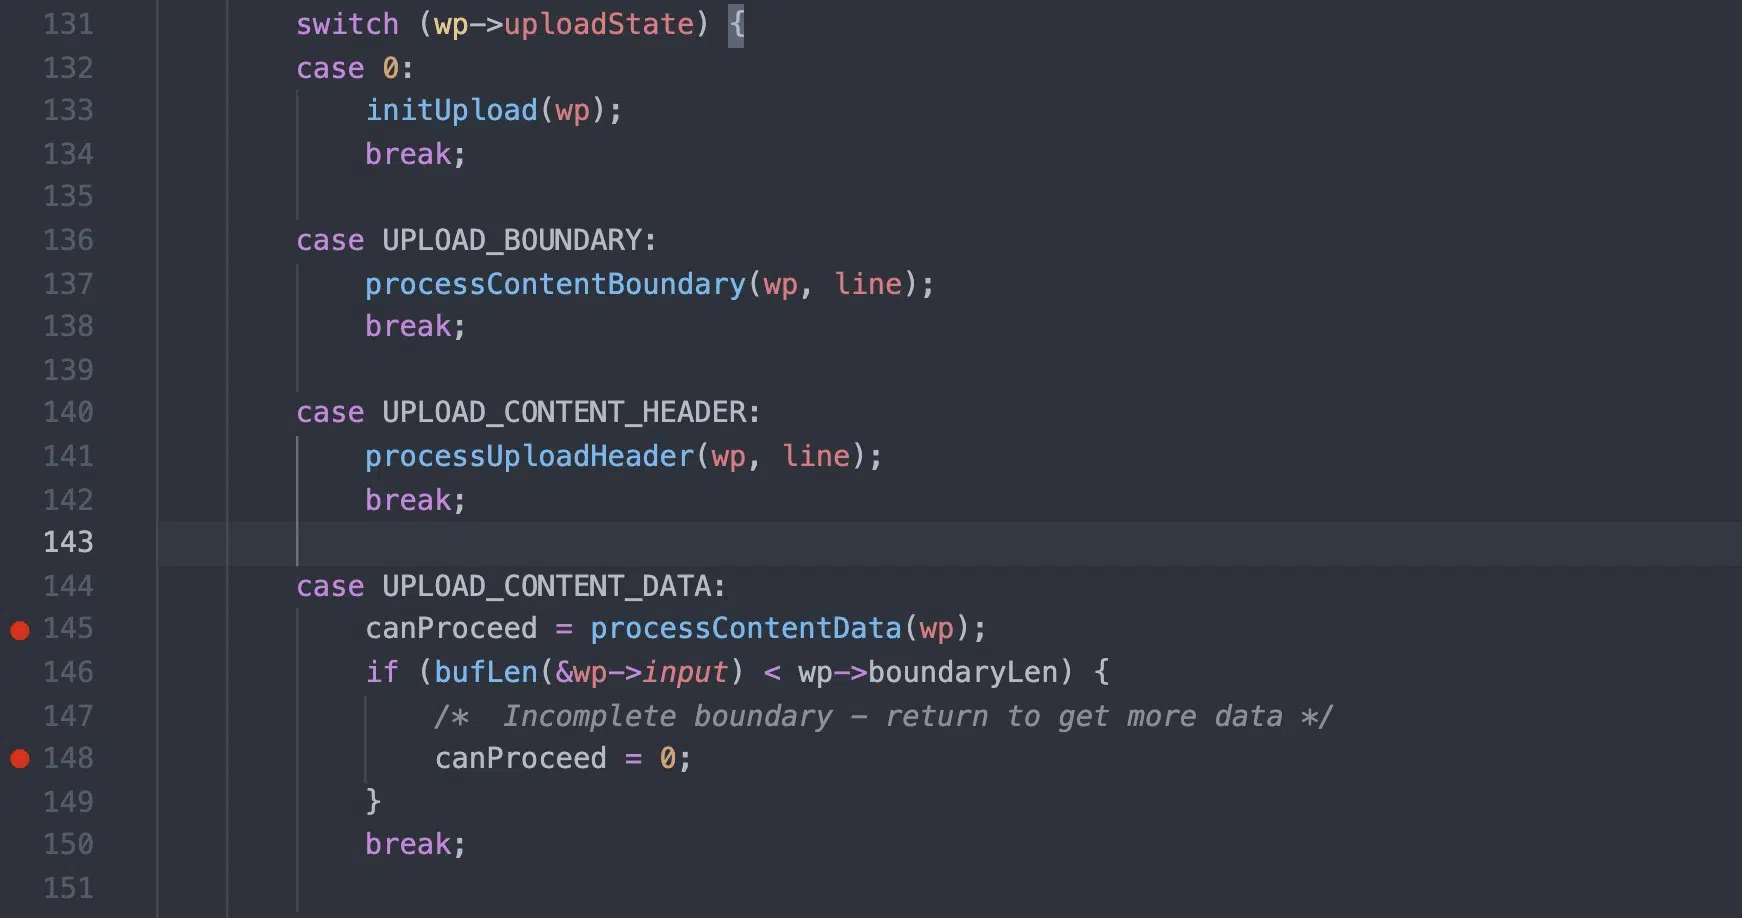 131 switch (wp->uploadState) {
132 case 0:
133 initUpload(wp);
134 break;
135
136 case UPLOAD_BOUNDARY:
137 processContentBoundary(wp, line);
138 break;
139
140 case UPLOAD_CONTENT_HEADER:
141 processUploadHeader(wp, line);
142 break;
143
144 case UPLOAD_CONTENT_DATA:
145 canProceed = processContentData(wp);
146 if (bufLen(&wp->input) < wp->boundaryLen) {
147 /*  Incomplete boundary - return to get more data */
148 canProceed = 0;
149 }
150 break;
151